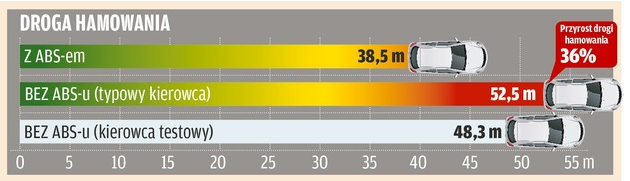 DROGA HAMOWANIA
Przyrost drogi
hamowania
36%
Z ABS-em 38,5 m
BEZ ABS-u (typowy kierowca) 52,5 m
BEZ ABS-u (kierowca testowy) 48,3 m
0 5 10 15 20 25 30 35 40 45 50 55 m